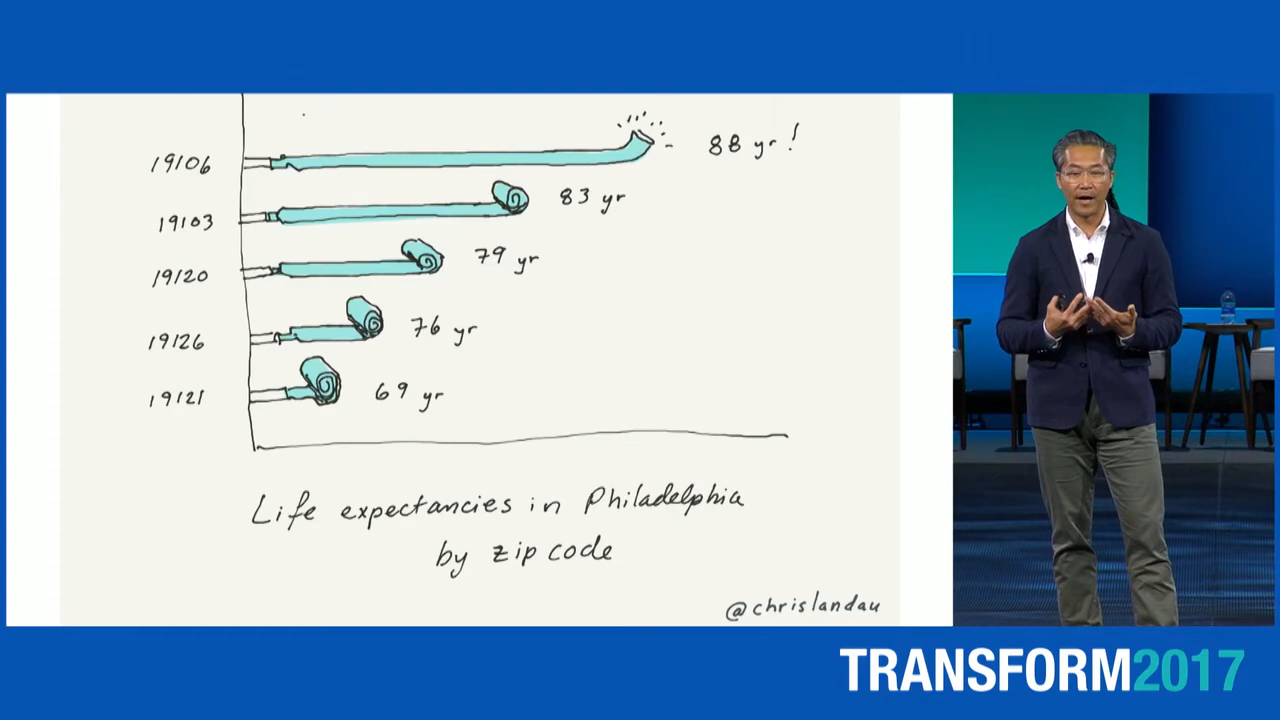 19106 88 yr!
19103 83 yr
19120 79 yr
19126 76 yr
19121 69 yr
Life expectancies in Philadelphia
by zip code
@chrislandau
TRANSFORM2017